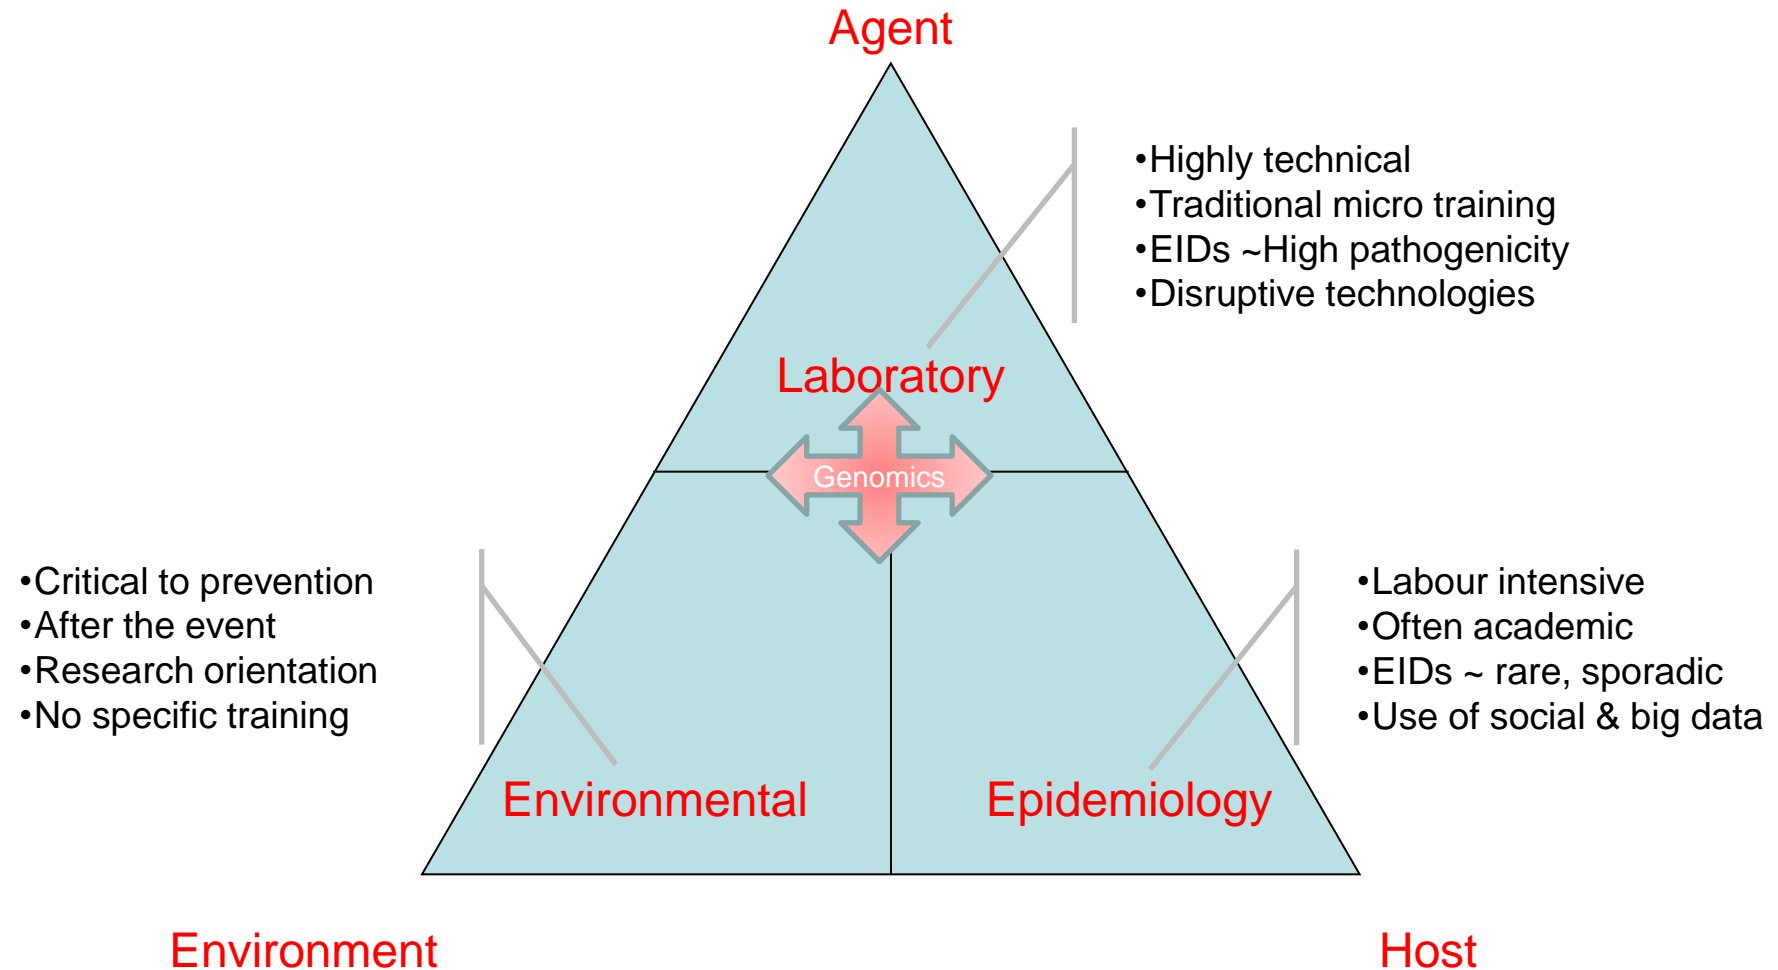 Agent
•Highly technical
•Traditional micro training
•EIDs ~High pathogenicity
•Disruptive technologies
Laboratory
Genomics
•Critical to prevention
•After the event
•Research orientation
•No specific training
•Labour intensive
•Often academic
•EIDs ~ rare, sporadic
•Use of social & big data
Environmental
Epidemiology
Environment
Host